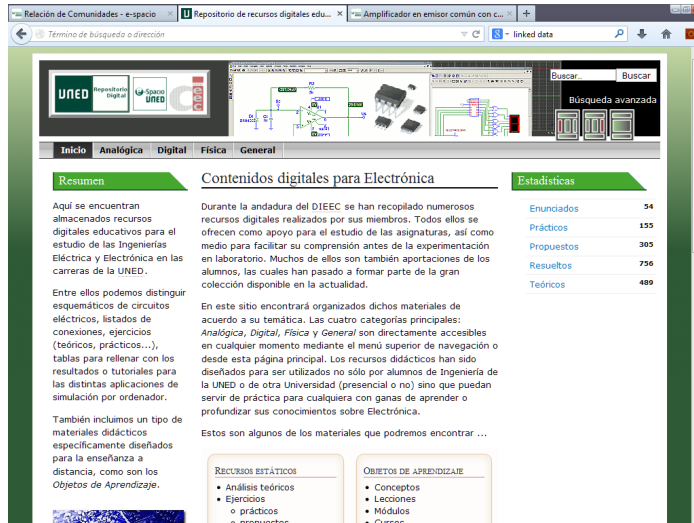 Relación de Comunidades - e-spacio
Repositorio de recursos digitales edu...
Amplificador en emisor común con c...
Término de búsqueda o dirección
linked data
UNED
Repositorio
Digital
e-Spacio
UNED
Buscar...
Buscar
Búsqueda avanzada
Inicio Analógica Digital Física General
Resumen
Aquí se encuentran
almacenados recursos
digitales educativos para el
estudio de las Ingenierías
Eléctrica y Electrónica en las
carreras de la UNED.
Entre ellos podemos distinguir
esquemáticos de circuitos
eléctricos, listados de
conexiones, ejercicios
(teóricos, prácticos...),
tablas para rellenar con los
resultados o tutoriales para
las distintas aplicaciones de
simulación por ordenador.
También incluimos un tipo de
materiales didácticos
específicamente diseñados
para la enseñanza a
distancia, como son los
Objetos de Aprendizaje.
Contenidos digitales para Electrónica
Durante la andadura del DIEEC se han recopilado numerosos
recursos digitales realizados por sus miembros. Todos ellos se
ofrecen como apoyo para el estudio de las asignaturas, así como
medio para facilitar su comprensión antes de la experimentación
en laboratorio. Muchos de ellos son también aportaciones de los
alumnos, las cuales han pasado a formar parte de la gran
colección disponible en la actualidad.
En este sitio encontrará organizados dichos materiales de
acuerdo a su temática. Las cuatro categorías principales:
Analógica, Digital, Física y General son directamente accesibles
en cualquier momento mediante el menú superior de navegación o
desde esta página principal. Los recursos didácticos han sido
diseñados para ser utilizados no sólo por alumnos de Ingeniería de
la UNED o de otra Universidad (presencial o no) sino que puedan
servir de práctica para cualquiera con ganas de aprender o
profundizar sus conocimientos sobre Electrónica.
Estos son algunos de los materiales que podremos encontrar ...
Recursos estáticos
Análisis teóricos
Ejercicios
prácticos
propuestos
Objetos de aprendizaje
Conceptos
Lecciones
Módulos
Cursos
Estadísticas
Enunciados 54
Prácticos 155
Propuestos 305
Resueltos 756
Teóricos 489